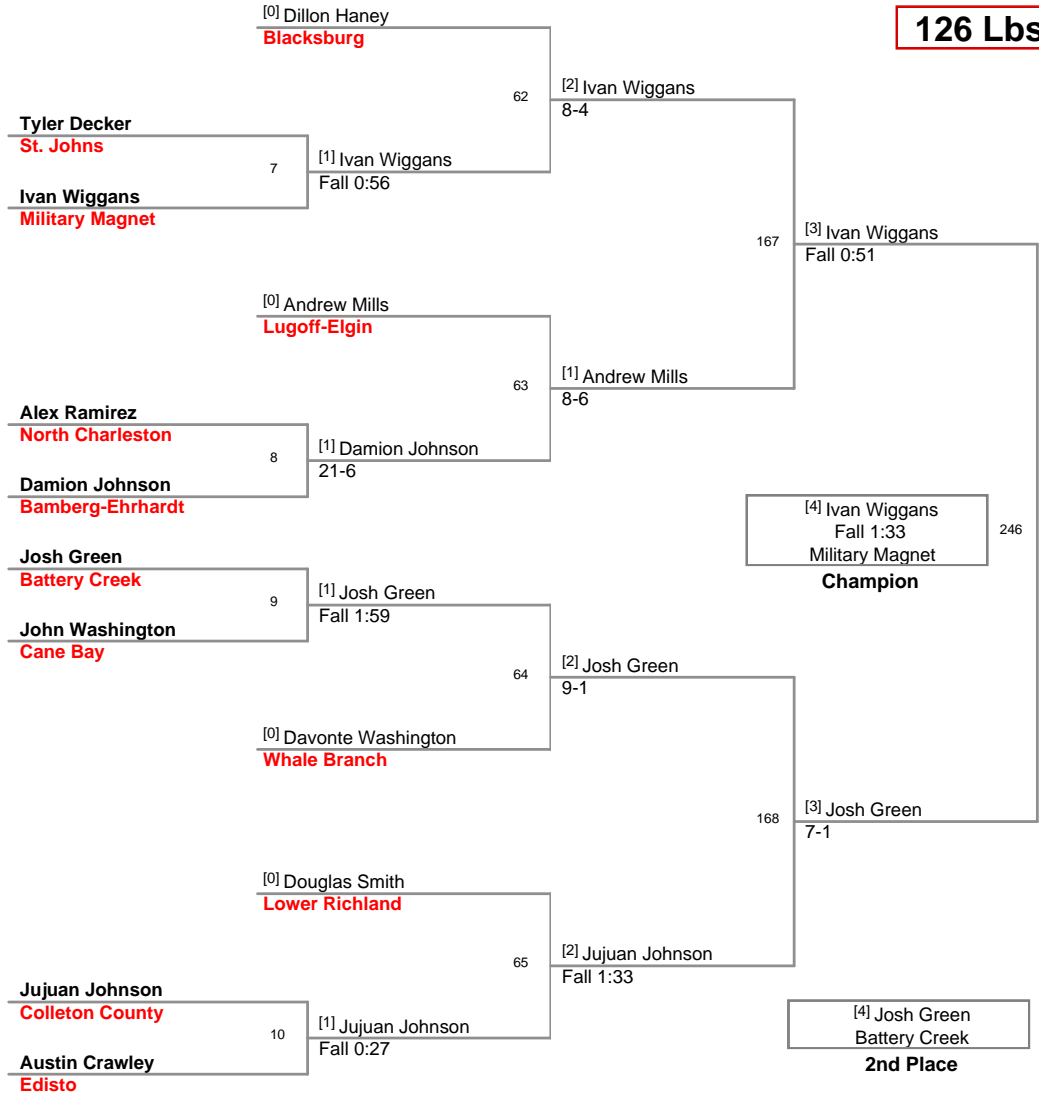 [0] Dillon Haney
Blacksburg
126 Lbs
62
[2] Ivan Wiggans
8-4
Tyler Decker
St. Johns
7
[1] Ivan Wiggans
Fall 0:56
Ivan Wiggans
Military Magnet
167
[3] Ivan Wiggans
Fall 0:51
[0] Andrew Mills
Lugoff-Elgin
63
[1] Andrew Mills
8-6
Alex Ramirez
North Charleston
8
[1] Damion Johnson
21-6
Damion Johnson
Bamberg-Ehrhardt
[4] Ivan Wiggans
Fall 1:33
Military Magnet
246
Champion
Josh Green
Battery Creek
9
[1] Josh Green
Fall 1:59
John Washington
Cane Bay
64
[2] Josh Green
9-1
[0] Davonte Washington
Whale Branch
168
[3] Josh Green
7-1
[0] Douglas Smith
Lower Richland
65
[2] Jujuan Johnson
Fall 1:33
Jujuan Johnson
Colleton County
10
[1] Jujuan Johnson
Fall 0:27
Austin Crawley
Edisto
[4] Josh Green
Battery Creek
2nd Place